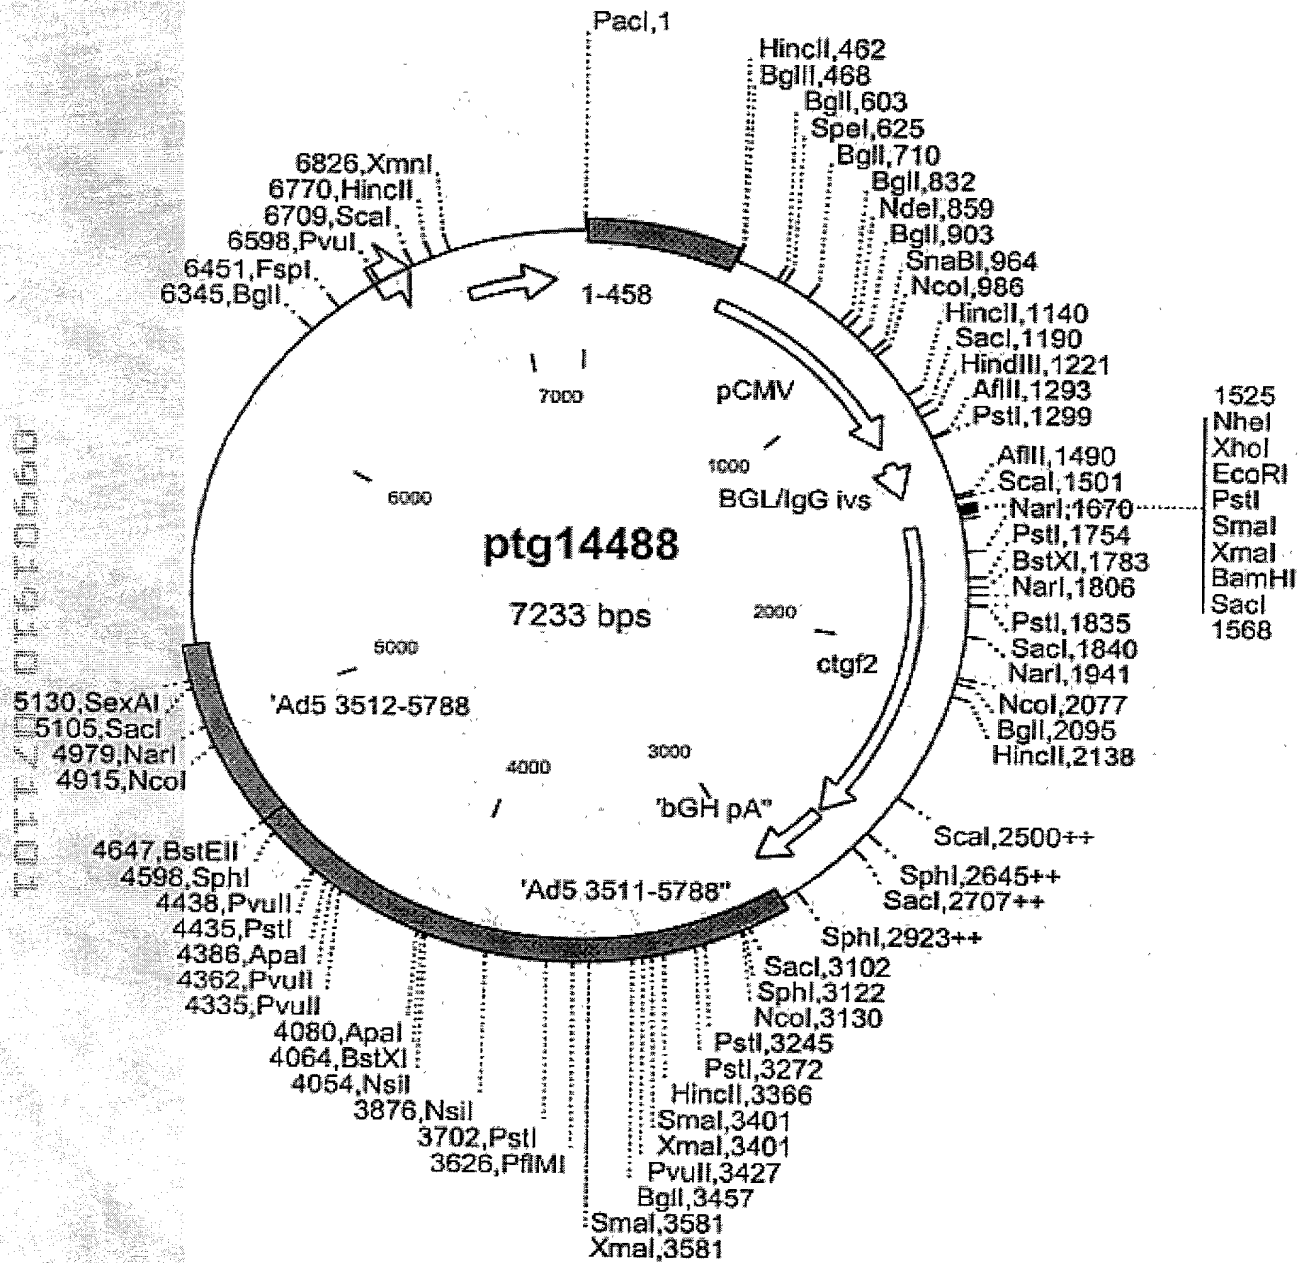 PacI,1
HincII,462
BglII,468
BglI,603
SpeI,625
BglI,710
BglI,832
NdeI,859
BglI,903
SnaBI,964
NcoI,986
HincII,1140
SacI,1190
HindIII,1221
AflII,1293
PstI,1299
AflII,1490
ScaI,1501
NarI,1670
PstI,1754
BstXI,1783
NarI,1806
PstI,1835
SacI,1840
NarI,1941
NcoI,2077
BglI,2095
HincII,2138
1525
NheI
XhoI
EcoRI
PstI
SmaI
XmaI
BamHI
SacI
1568
ScaI,2500++
SphI,2645++
SacI,2707++
SphI,2923++
SacI,3102
SphI,3122
NcoI,3130
PstI,3245
PstI,3272
HincII,3366
SmaI,3401
XmaI,3401
PvuII,3427
BglI,3457
SmaI,3581
XmaI,3581
3626,PflMI
3702,PstI
3876,NsiI
4054,NsiI
4064,BstXI
4080,ApaI
4335,PvuII
4362,PvuII
4386,ApaI
4435,PstI
4438,PvuII
4598,SphI
4647,BstEII
4915,NcoI
4979,NarI
5105,SacI
5130,SexAI
6345,BglI
6451,FspI
6598,PvuI
6709,ScaI
6770,HincII
6826,XmnI
1-458
7000
pCMV
1000
BGL/IgG ivs
6000
ptg14488
7233 bps
2000
ctgf2
5000
'Ad5 3512-5788
3000
4000
'bGH pA"
'Ad5 3511-5788"